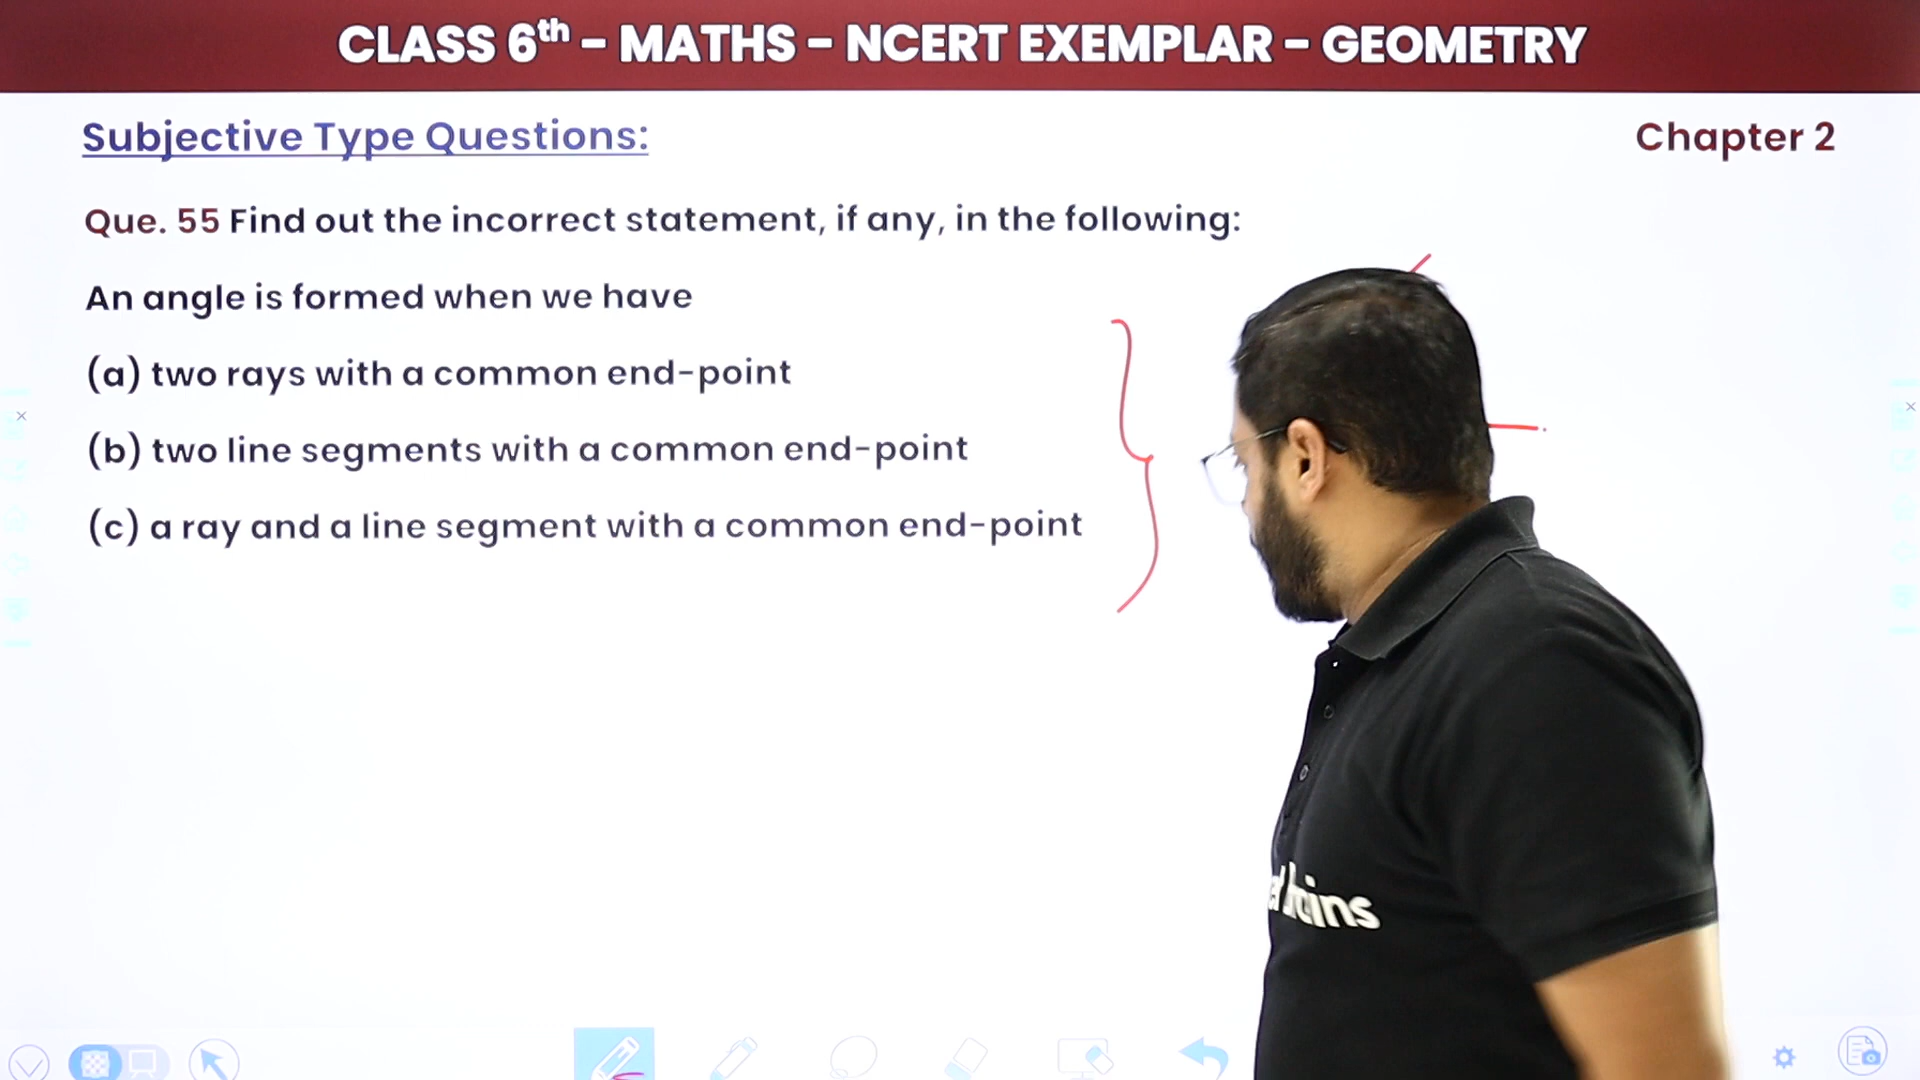 CLASS 6th – MATHS – NCERT EXEMPLAR – GEOMETRY
Subjective Type Questions:
Chapter 2
Que. 55 Find out the incorrect statement, if any, in the following:
An angle is formed when we have
(a) two rays with a common end-point
(b) two line segments with a common end-point
(c) a ray and a line segment with a common end-point